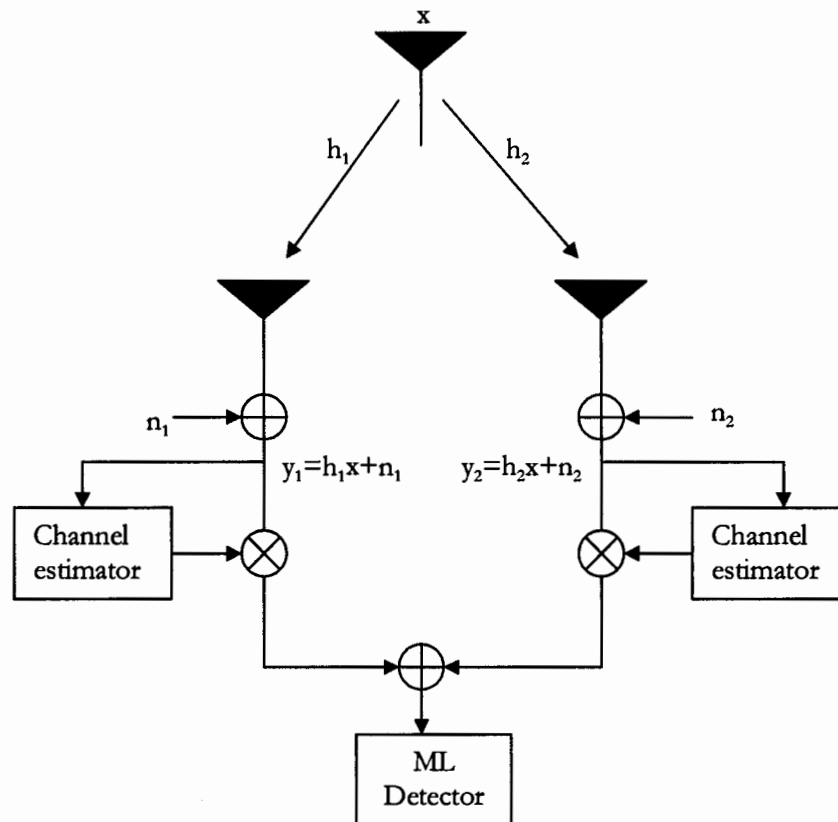 x
h₁
h₂
n₁
n₂
y₁=h₁x+n₁
y₂=h₂x+n₂
Channel
estimator
Channel
estimator
ML
Detector